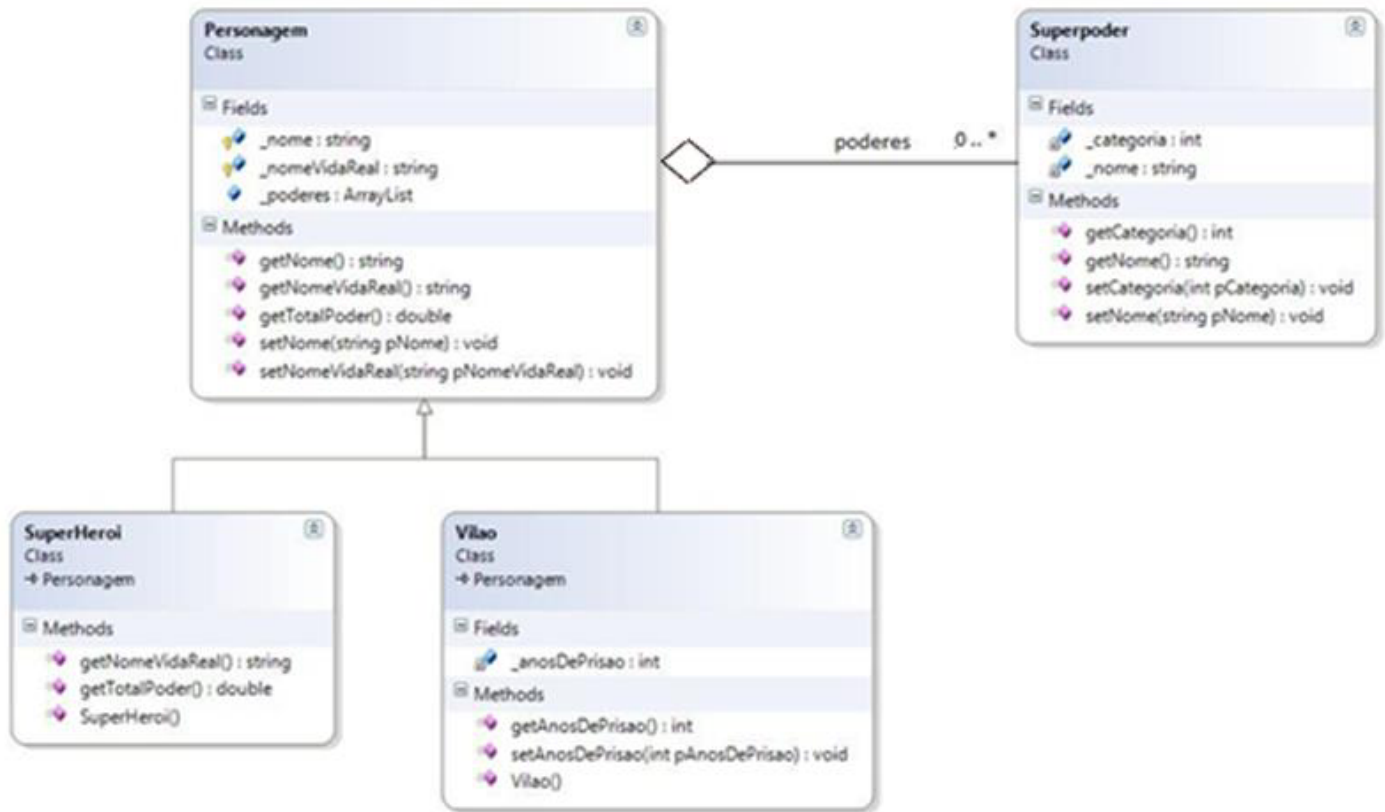 Personagem
Class
Fields
_nome : string
_nomeVidaReal : string
_poderes : ArrayList
Methods
getNome() : string
getNomeVidaReal() : string
getTotalPoder() : double
setNome(string pNome) : void
setNomeVidaReal(string pNomeVidaReal) : void
poderes 0..*
Superpoder
Class
Fields
_categoria : int
_nome : string
Methods
getCategoria() : int
getNome() : string
setCategoria(int pCategoria) : void
setNome(string pNome) : void
SuperHeroi
Class
Personagem
Methods
getNomeVidaReal() : string
getTotalPoder() : double
SuperHeroi()
Vilao
Class
Personagem
Fields
_anosDePrisao : int
Methods
getAnosDePrisao() : int
setAnosDePrisao(int pAnosDePrisao) : void
Vilao()